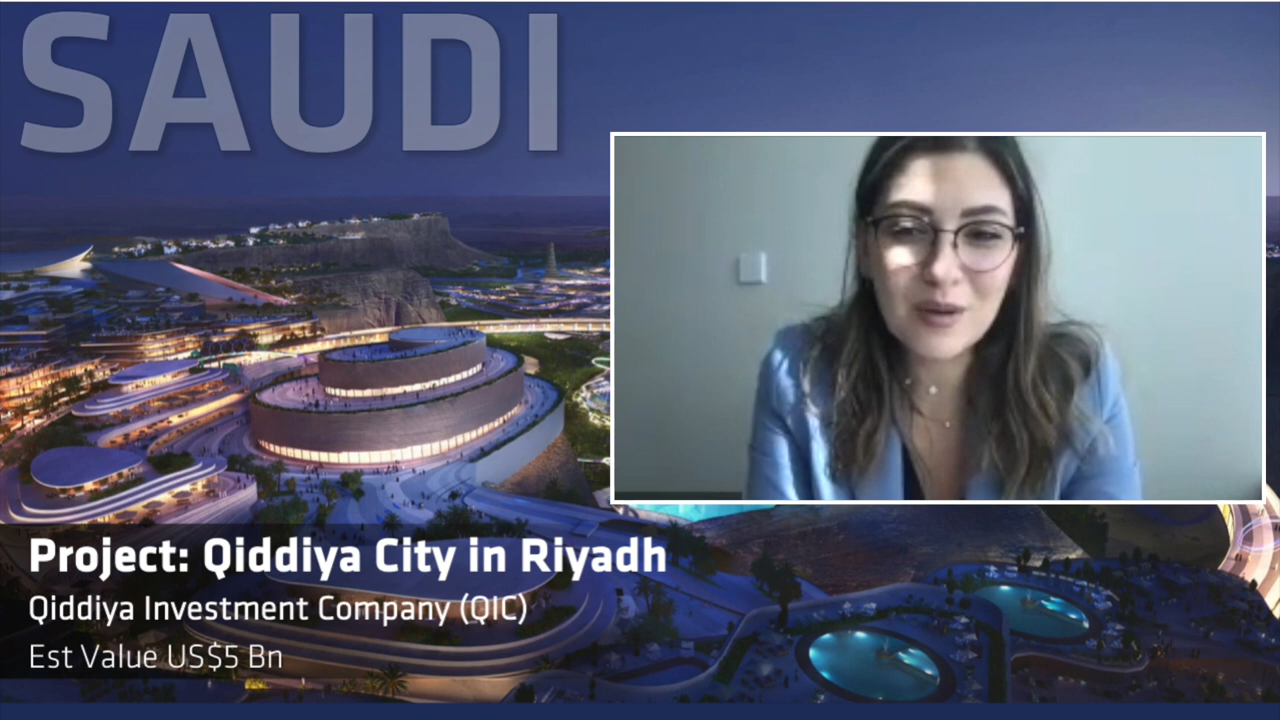 SAUDI
Project: Qiddiya City in Riyadh
Qiddiya Investment Company (QIC)
Est Value US$5 Bn